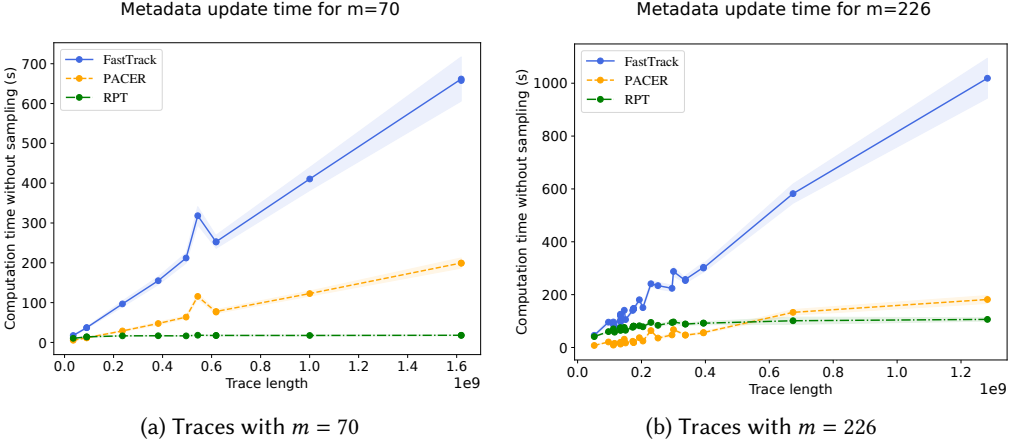 Metadata update time for m=70
Computation time without sampling (s)
700
600
500
400
300
200
100
0
FastTrack
PACER
RPT
0.0 0.2 0.4 0.6 0.8 1.0 1.2 1.4 1.6
1e9
Trace length
(a) Traces with m = 70
Metadata update time for m=226
Computation time without sampling (s)
1000
800
600
400
200
0
FastTrack
PACER
RPT
0.0 0.2 0.4 0.6 0.8 1.0 1.2
1e9
Trace length
(b) Traces with m = 226